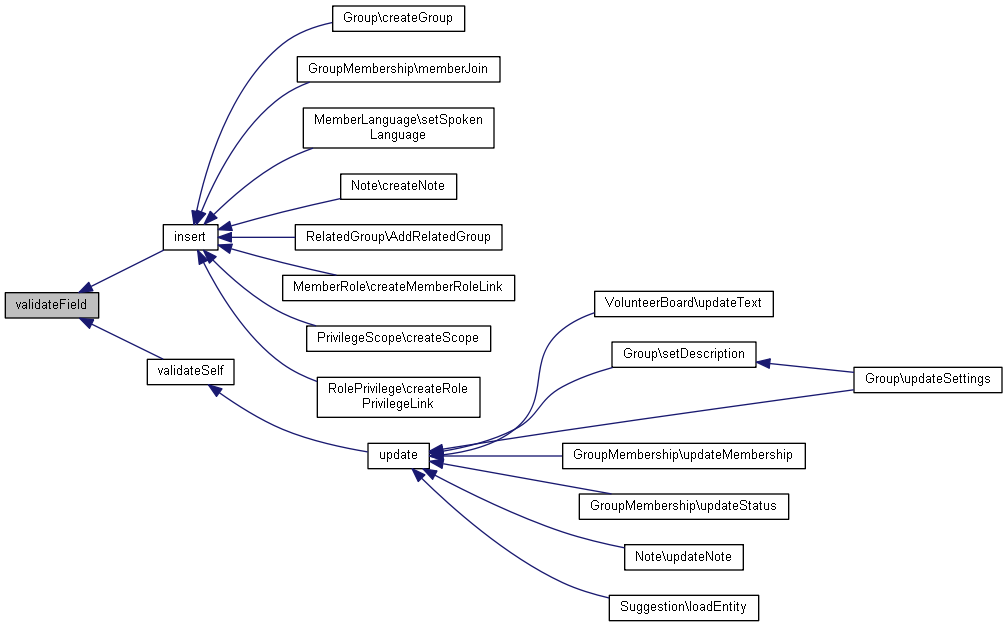 Group\createGroup
GroupMembership\memberJoin
MemberLanguage\setSpoken
Language
Note\createNote
insert
RelatedGroup\AddRelatedGroup
MemberRole\createMemberRoleLink
validateField
VolunteerBoard\updateText
PrivilegeScope\createScope
Group\setDescription
validateSelf
Group\updateSettings
RolePrivilege\createRole
PrivilegeLink
update
GroupMembership\updateMembership
GroupMembership\updateStatus
Note\updateNote
Suggestion\loadEntity